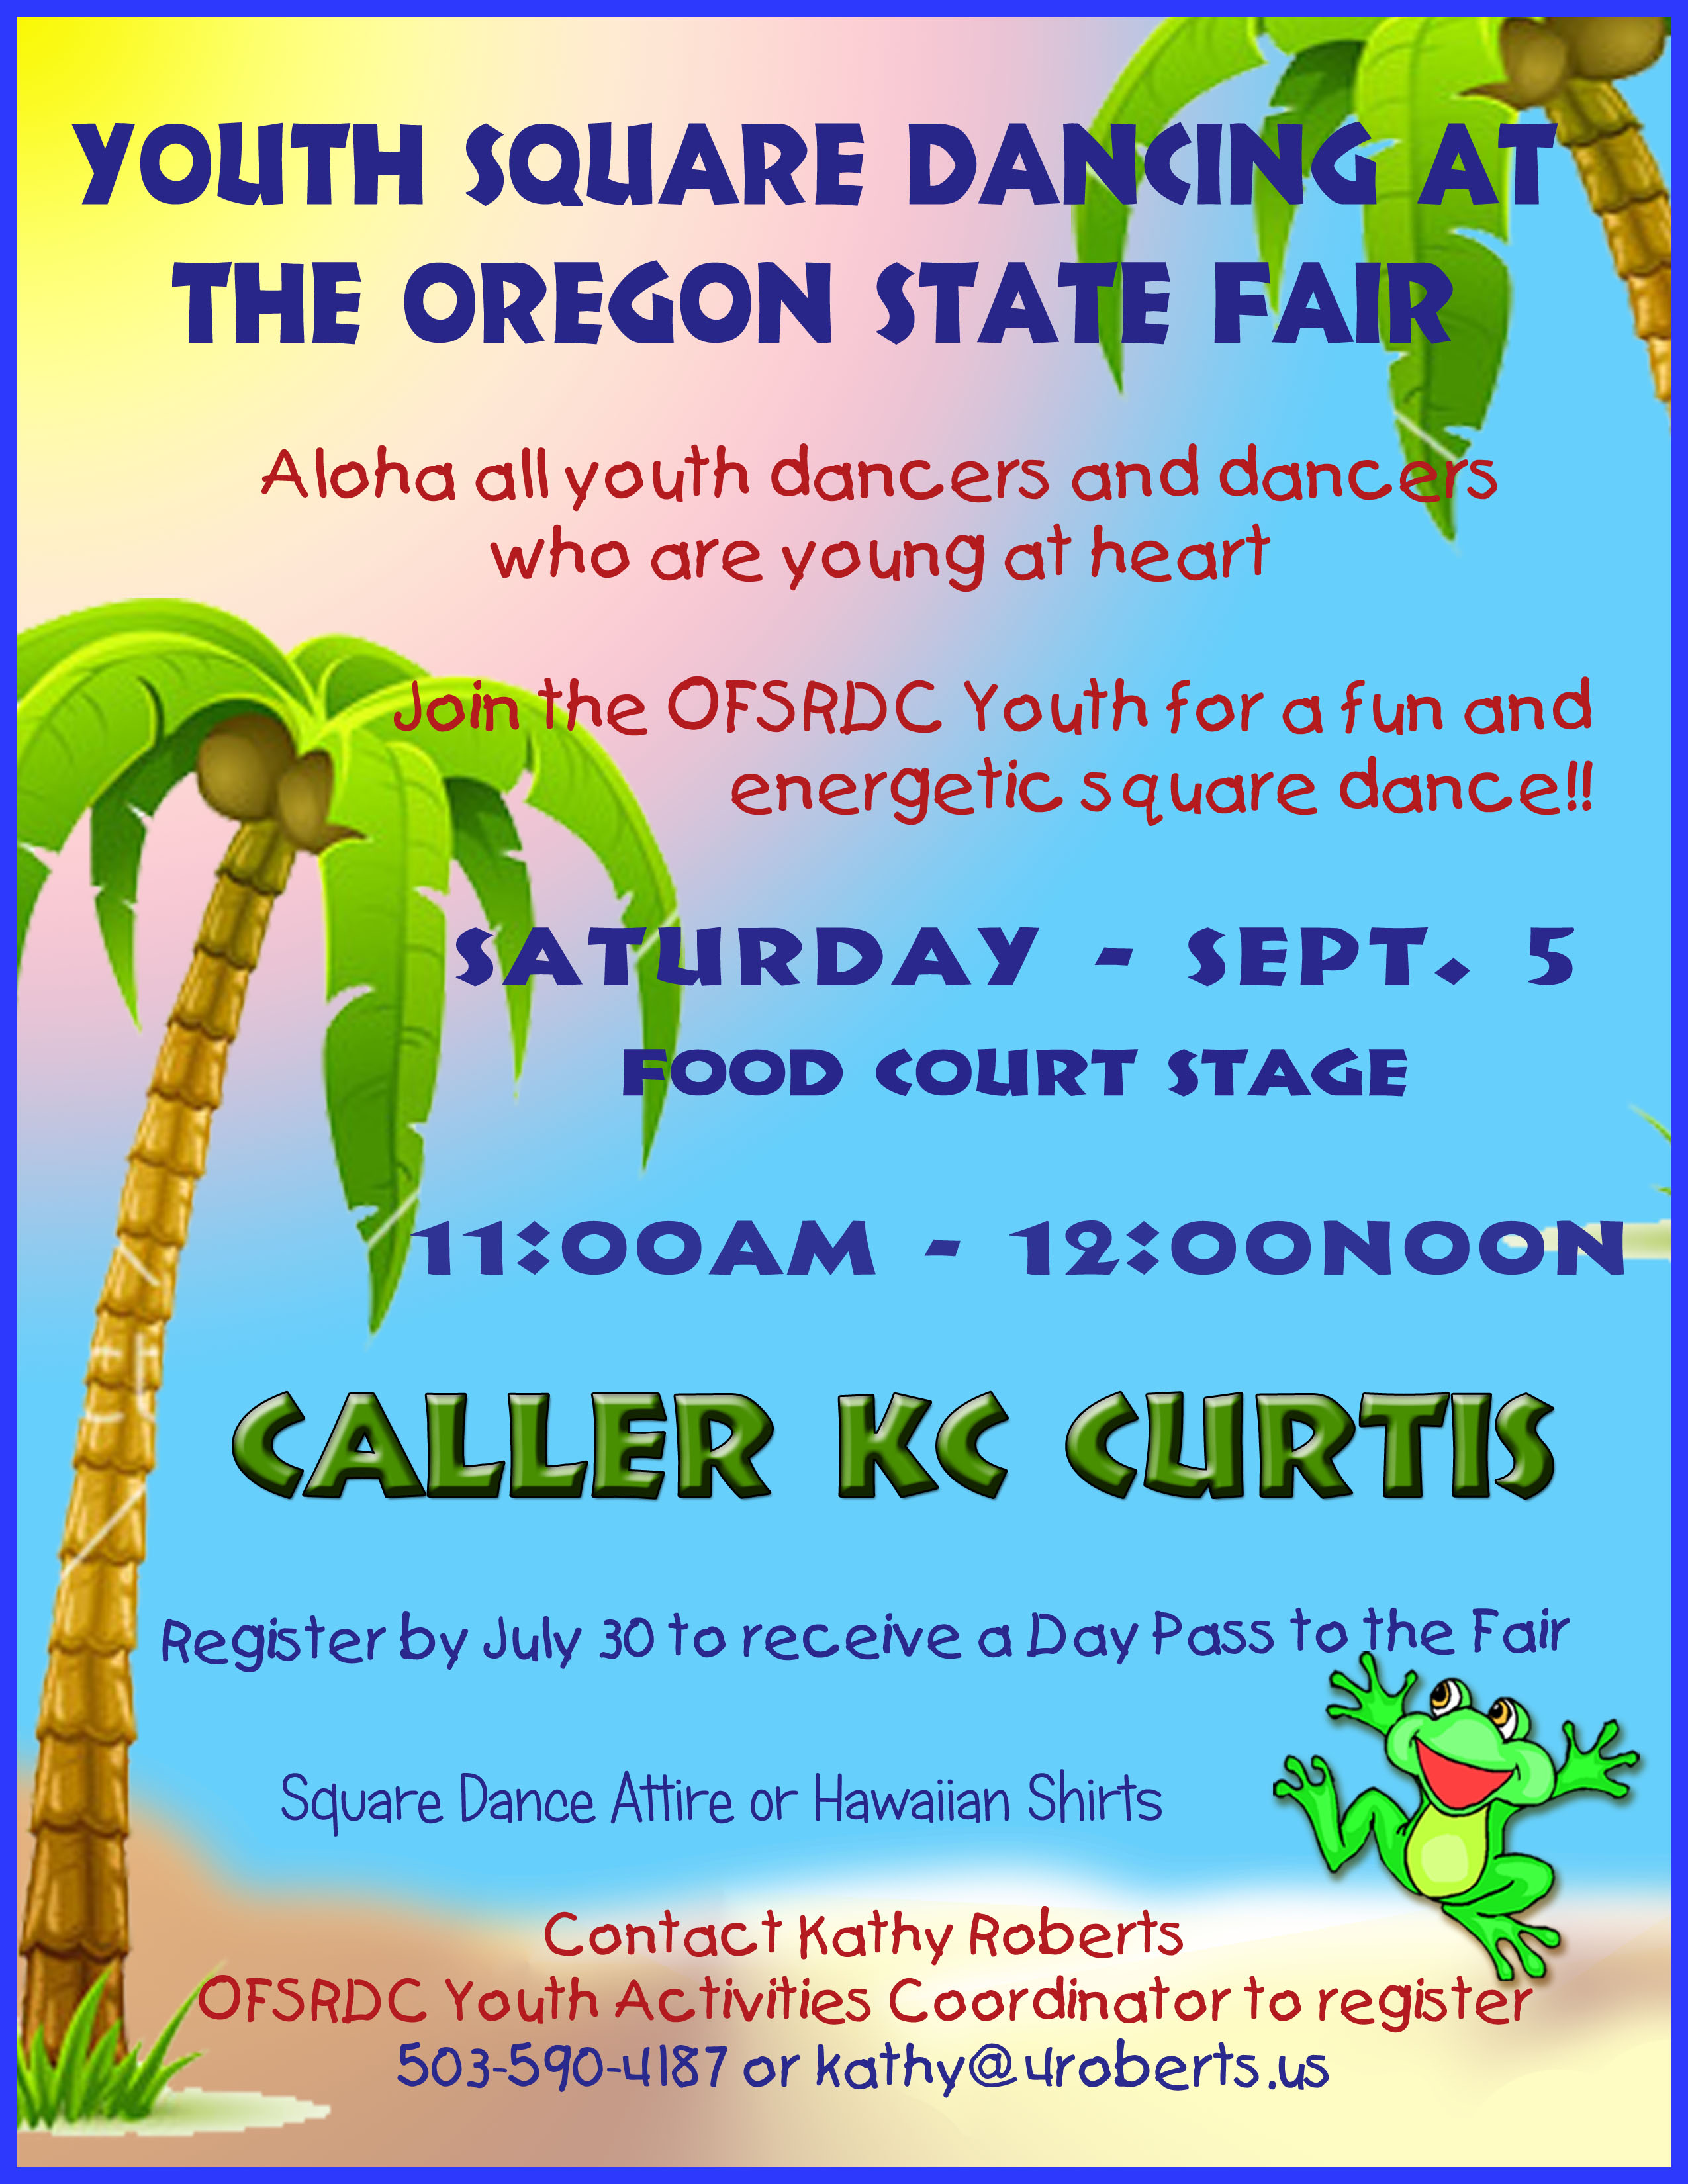 YOUTH SQUARE DANCING AT
THE OREGON STATE FAIR
Aloha all youth dancers and dancers
who are young at heart
Join the OFSRDC Youth for a fun and
energetic square dance!!
SATURDAY - SEPT. 5
FOOD COURT STAGE
11:00AM - 12:00NOON
CALLER KC CURTIS
Register by July 30 to receive a Day Pass to the Fair
Square Dance Attire or Hawaiian Shirts
Contact Kathy Roberts
OFSRDC Youth Activities Coordinator to register
503-590-4187 or kathy@4roberts.us